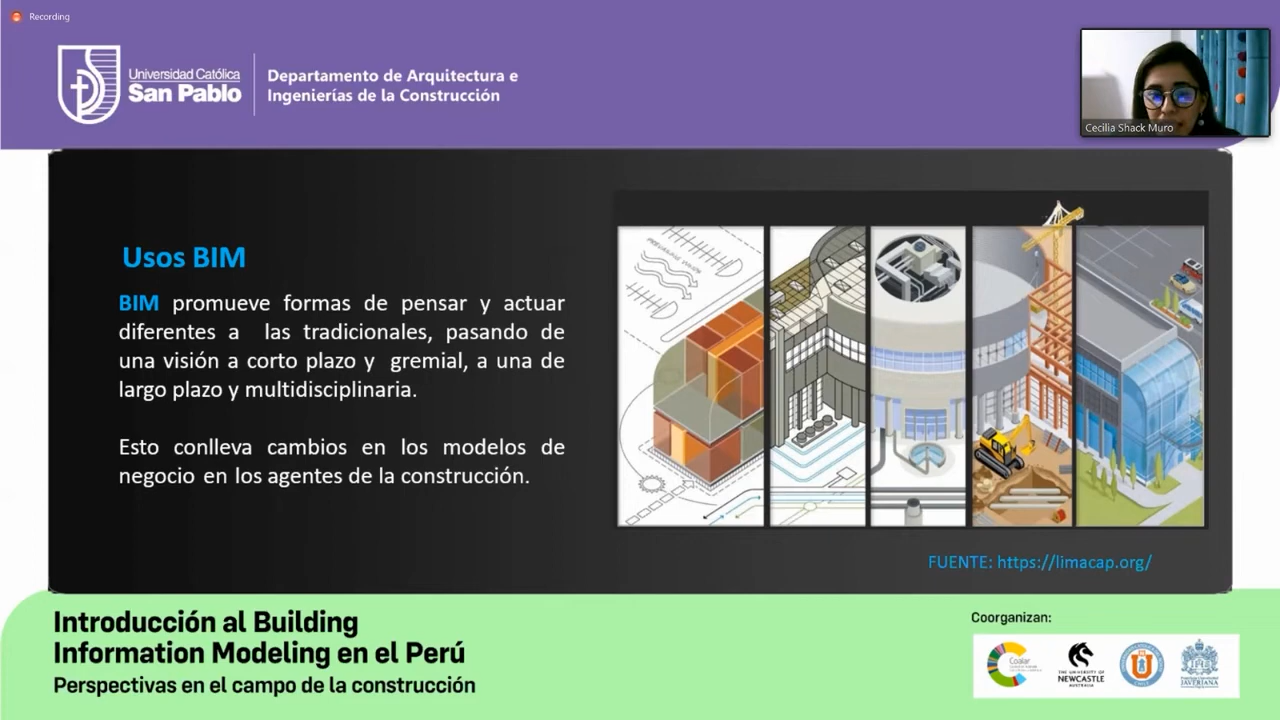 Recording
Universidad Católica
San Pablo
Departamento de Arquitectura e
Ingenierías de la Construcción
Cecilia Shack Muro
Usos BIM
BIM promueve formas de pensar y actuar
diferentes a las tradicionales, pasando de
una visión a corto plazo y gremial, a una de
largo plazo y multidisciplinaria.
Esto conlleva cambios en los modelos de
negocio en los agentes de la construcción.
FUENTE: https://limacap.org/
Introducción al Building
Information Modeling en el Perú
Perspectivas en el campo de la construcción
Coorganizan:
Coalar
THE UNIVERSITY OF
NEWCASTLE
AUSTRALIA
JAVERIANA